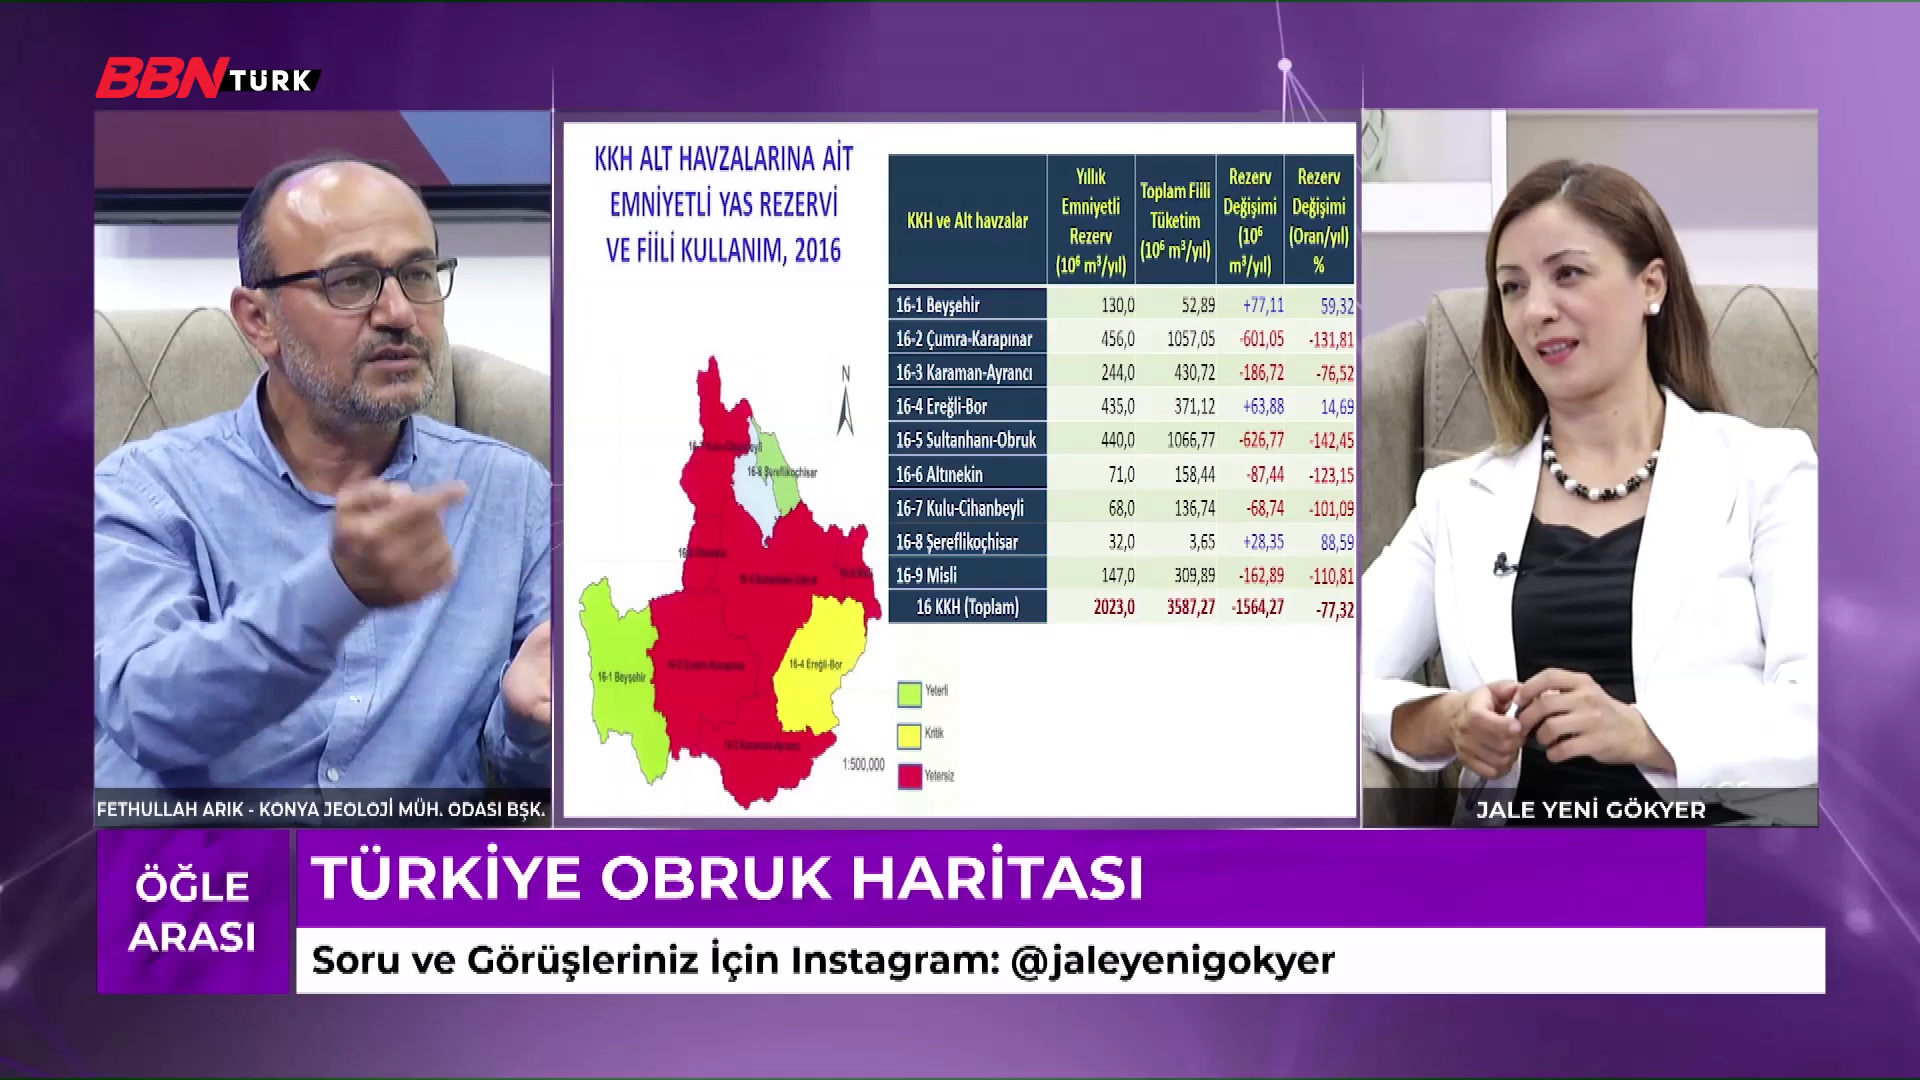 BBN TÜRK
KKH ALT HAVZALARINA AİT
EMNİYETLİ YAS REZERVİ
VE FİİLİ KULLANIM, 2016
KKH ve Alt havzalar
Yıllık Emniyetli Rezerv (10⁶ m³/yıl)
Toplam Fiili Tüketim (10⁶ m³/yıl)
Rezerv Değişimi (10⁶ m³/yıl)
Rezerv Değişimi (Oran/yıl) %
16-1 Beyşehir 130,0 52,89 +77,11 59,32
16-2 Çumra-Karapınar 456,0 1057,05 -601,05 -131,81
16-3 Karaman-Ayrancı 244,0 430,72 -186,72 -76,52
16-4 Ereğli-Bor 435,0 371,12 +63,88 14,69
16-5 Sultanhanı-Obruk 440,0 1066,77 -626,77 -142,45
16-6 Altınekin 71,0 158,44 -87,44 -123,15
16-7 Kulu-Cihanbeyli 68,0 136,74 -68,74 -101,09
16-8 Şereflikoçhisar 32,0 3,65 +28,35 88,59
16-9 Misli 147,0 309,89 -162,89 -110,81
16 KKH (Toplam) 2023,0 3587,27 -1564,27 -77,32
N
16-7 Kulu-Cihanbeyli
16-8 Şereflikoçhisar
16-4 Ereğli-Bor
16-1 Beyşehir
Yeterli
Kritik
Yetersiz
1:500,000
FETHULLAH ARIK - KONYA JEOLOJİ MÜH. ODASI BŞK.
JALE YENİ GÖKYER
ÖĞLE
ARASI
TÜRKİYE OBRUK HARİTASI
Soru ve Görüşleriniz İçin Instagram: @jaleyenigokyer